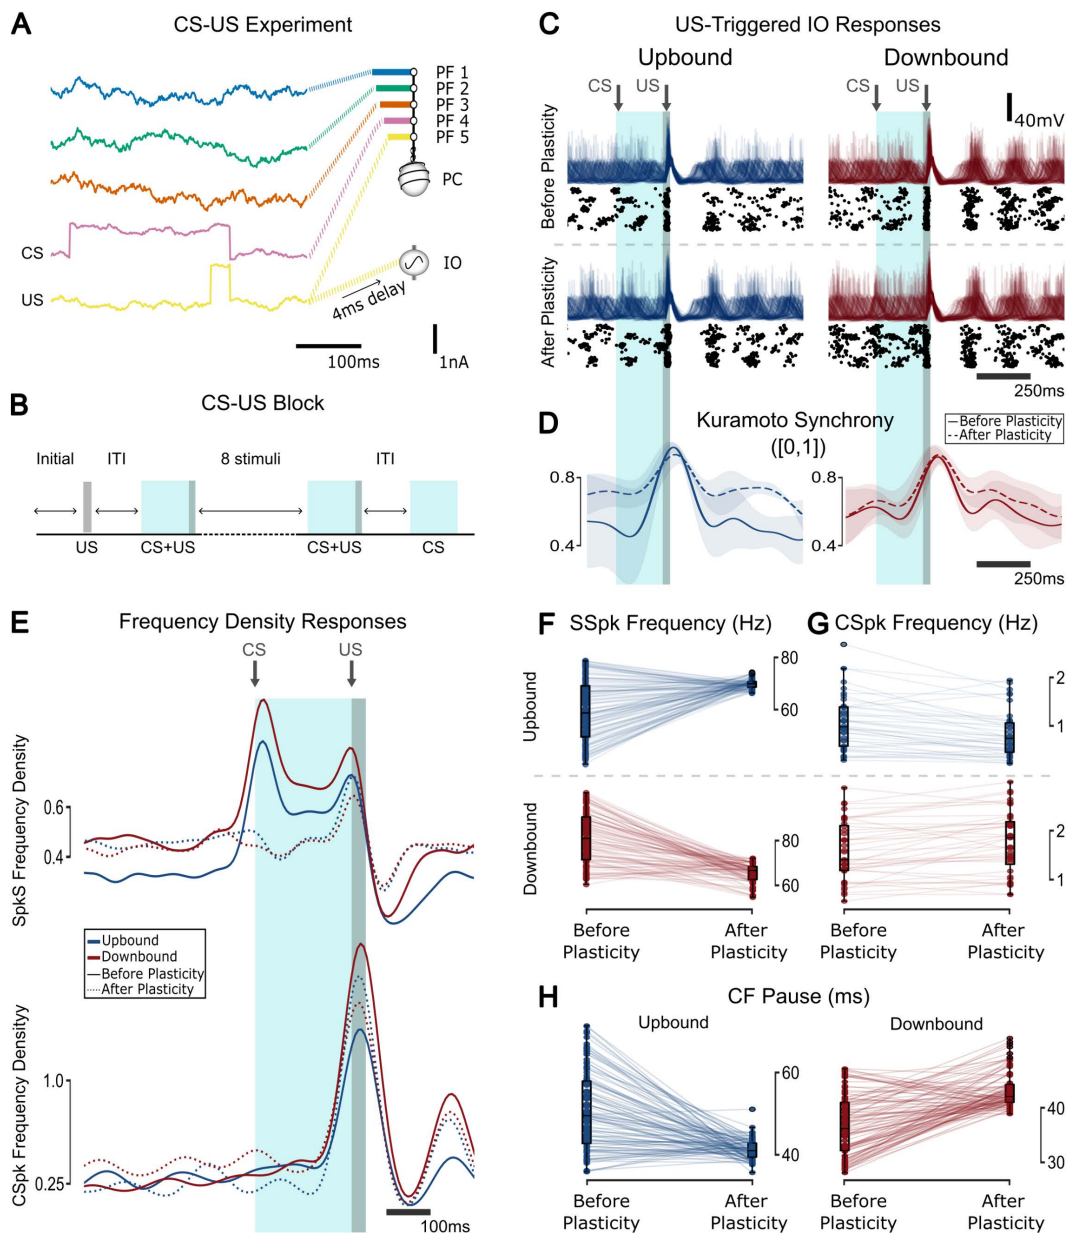 A CS-US Experiment
PF 1
PF 2
PF 3
PF 4
PF 5
PC
CS
US
IO
4ms delay
100ms
1nA
B CS-US Block
Initial ITI 8 stimuli ITI
US CS+US CS+US CS
C US-Triggered IO Responses
Upbound Downbound
CS US CS US
40mV
Before Plasticity
After Plasticity
250ms
D Kuramoto Synchrony
([0,1])
Before Plasticity
After Plasticity
0.8 0.8
0.4 0.4
250ms
E Frequency Density Responses
CS US
SpkS Frequency Density
0.6
0.4
Upbound
Downbound
Before Plasticity
After Plasticity
CSpk Frequency Densityy
1.0
0.25
100ms
F SSpk Frequency (Hz)
Upbound
80
60
Downbound
80
60
Before Plasticity
After Plasticity
G CSpk Frequency (Hz)
2
1
2
1
Before Plasticity
After Plasticity
H CF Pause (ms)
Upbound Downbound
60
40
40
30
Before Plasticity
After Plasticity
Before Plasticity
After Plasticity